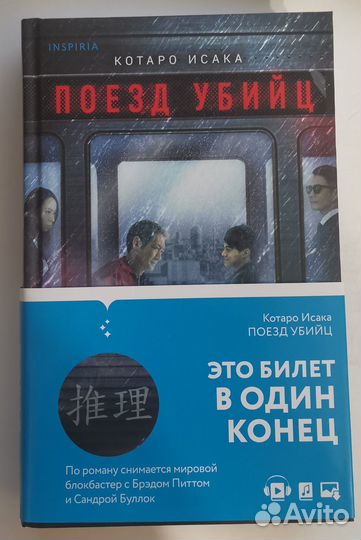 INSPIRIA
КОТАРО ИСАКА
ПОЕЗД УБИЙЦ
Котаро Исака
ПОЕЗД УБИЙЦ
ЭТО БИЛЕТ
В ОДИН
КОНЕЦ
推理
По роману снимается мировой
блокбастер с Брэдом Питтом
и Сандрой Буллок
Avito